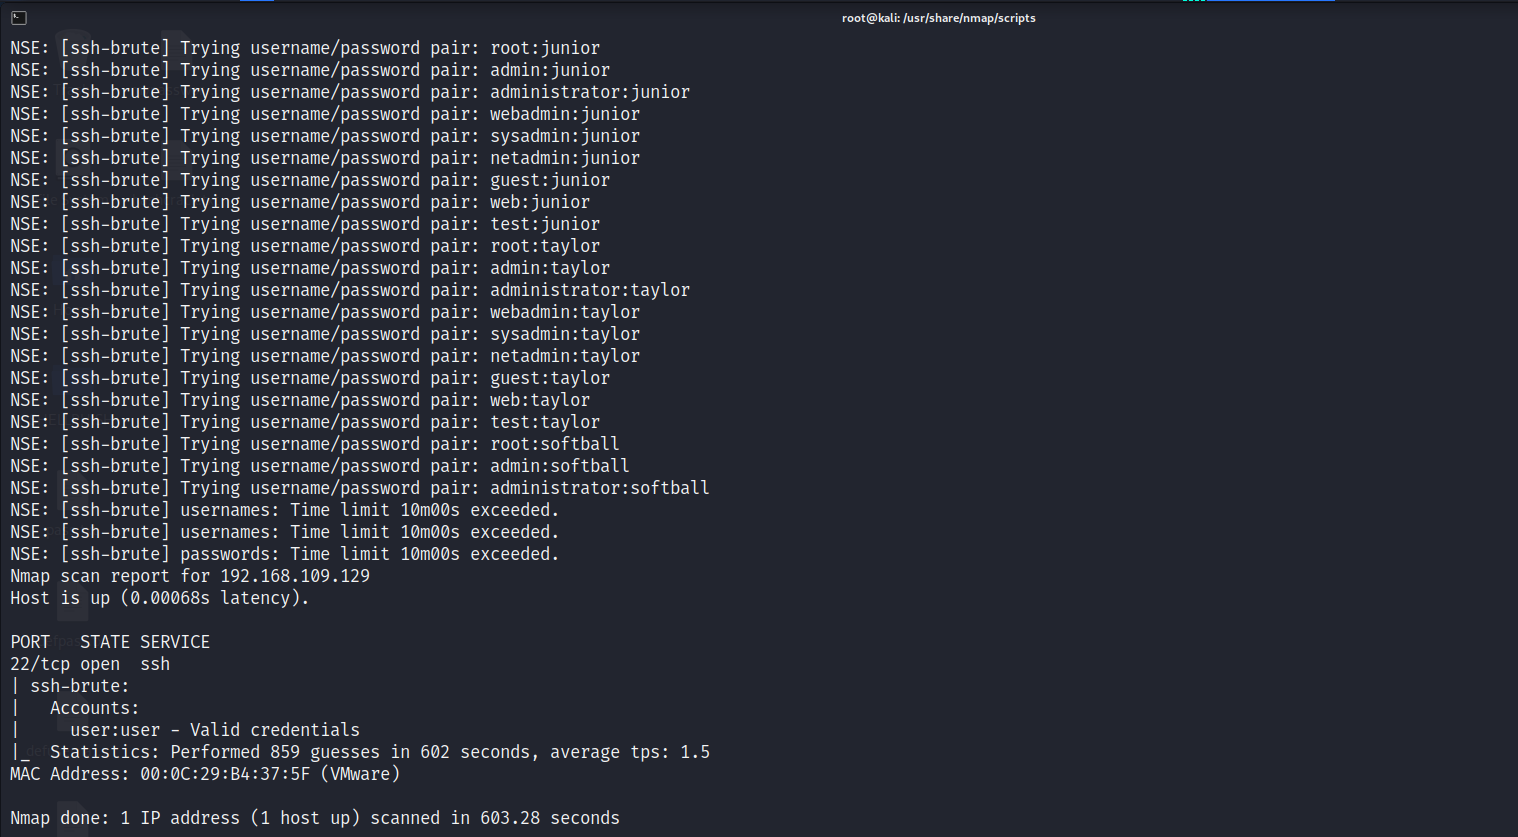 root@kali: /usr/share/nmap/scripts
NSE: [ssh-brute] Trying username/password pair: root:junior
NSE: [ssh-brute] Trying username/password pair: admin:junior
NSE: [ssh-brute] Trying username/password pair: administrator:junior
NSE: [ssh-brute] Trying username/password pair: webadmin:junior
NSE: [ssh-brute] Trying username/password pair: sysadmin:junior
NSE: [ssh-brute] Trying username/password pair: netadmin:junior
NSE: [ssh-brute] Trying username/password pair: guest:junior
NSE: [ssh-brute] Trying username/password pair: web:junior
NSE: [ssh-brute] Trying username/password pair: test:junior
NSE: [ssh-brute] Trying username/password pair: root:taylor
NSE: [ssh-brute] Trying username/password pair: admin:taylor
NSE: [ssh-brute] Trying username/password pair: administrator:taylor
NSE: [ssh-brute] Trying username/password pair: webadmin:taylor
NSE: [ssh-brute] Trying username/password pair: sysadmin:taylor
NSE: [ssh-brute] Trying username/password pair: netadmin:taylor
NSE: [ssh-brute] Trying username/password pair: guest:taylor
NSE: [ssh-brute] Trying username/password pair: web:taylor
NSE: [ssh-brute] Trying username/password pair: test:taylor
NSE: [ssh-brute] Trying username/password pair: root:softball
NSE: [ssh-brute] Trying username/password pair: admin:softball
NSE: [ssh-brute] Trying username/password pair: administrator:softball
NSE: [ssh-brute] usernames: Time limit 10m00s exceeded.
NSE: [ssh-brute] usernames: Time limit 10m00s exceeded.
NSE: [ssh-brute] passwords: Time limit 10m00s exceeded.
Nmap scan report for 192.168.109.129
Host is up (0.00068s latency).
PORT   STATE SERVICE
22/tcp open  ssh
| ssh-brute:
|   Accounts:
|     user:user - Valid credentials
|_  Statistics: Performed 859 guesses in 602 seconds, average tps: 1.5
MAC Address: 00:0C:29:B4:37:5F (VMware)
Nmap done: 1 IP address (1 host up) scanned in 603.28 seconds